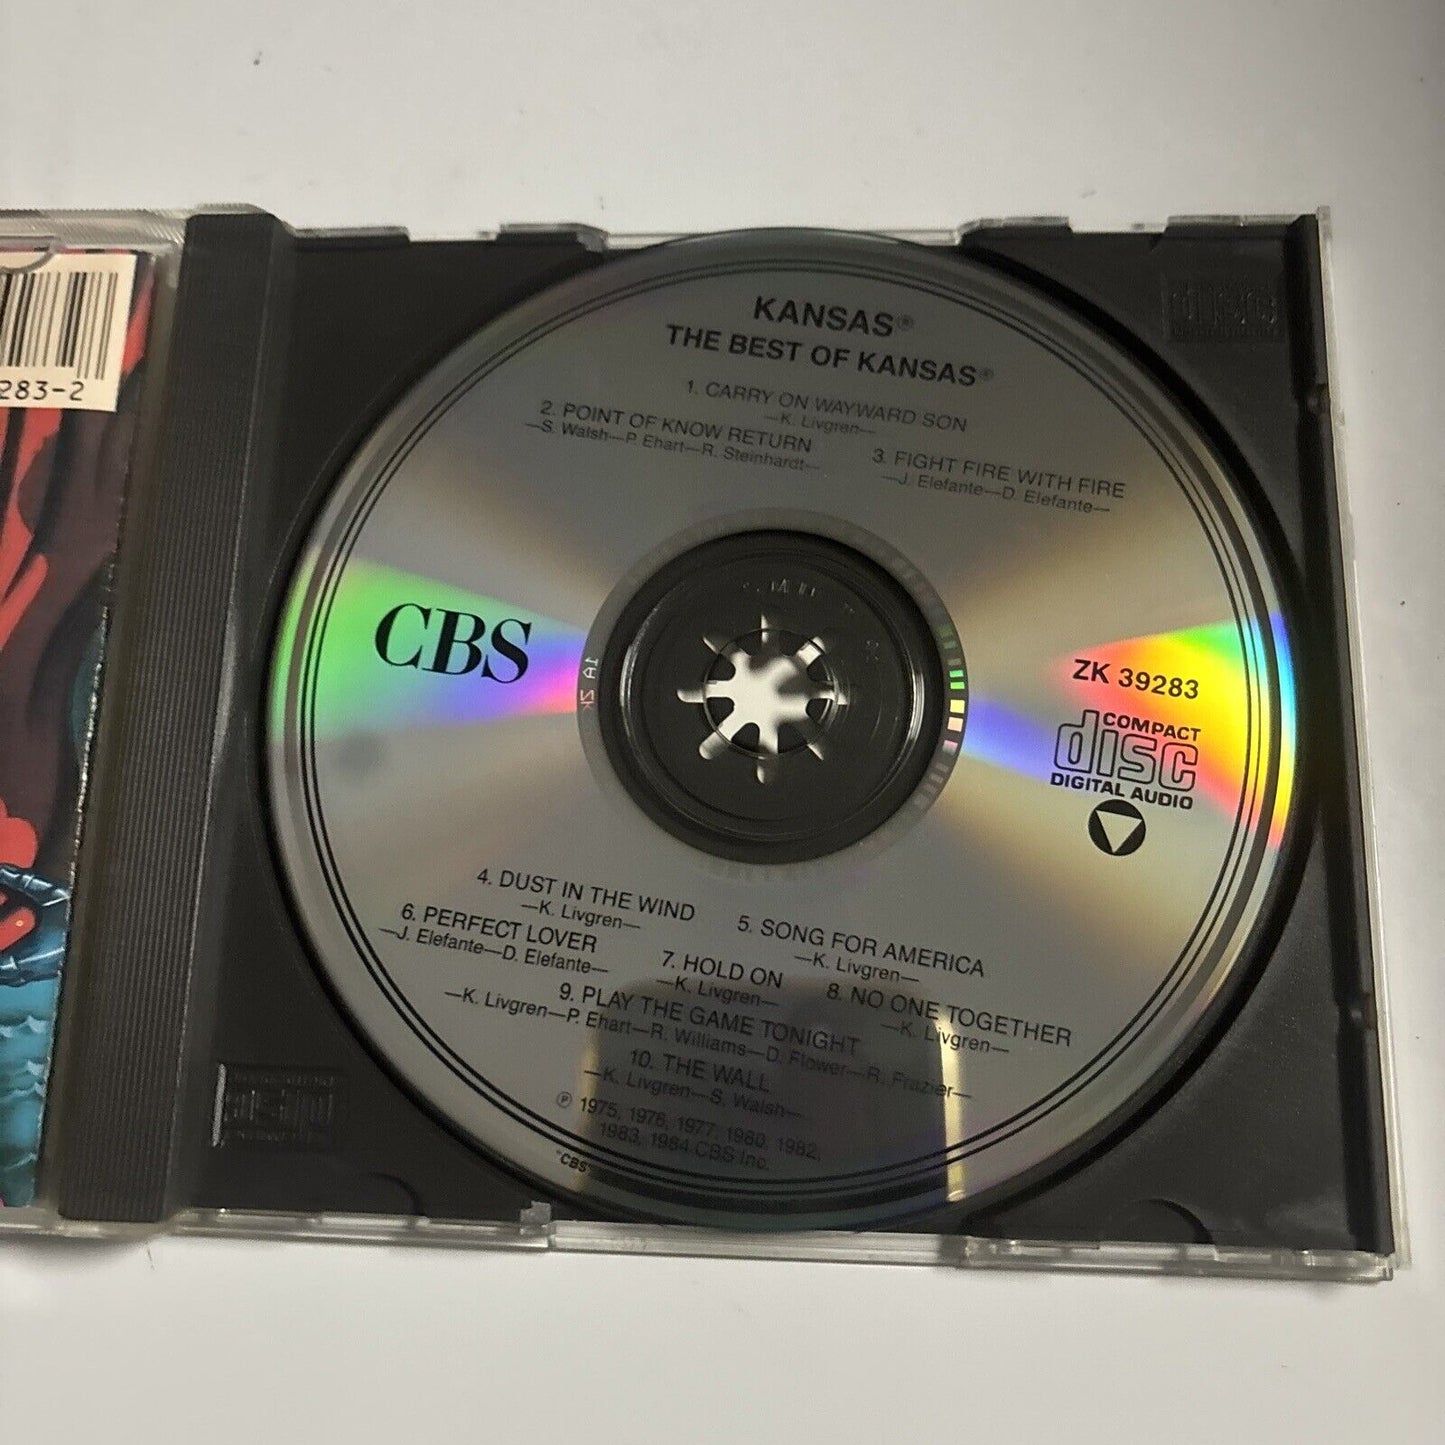 KANSAS®
THE BEST OF KANSAS®
1. CARRY ON WAYWARD SON
—K. Livgren—
2. POINT OF KNOW RETURN
—S. Walsh—P. Ehart—R. Steinhardt—
3. FIGHT FIRE WITH FIRE
—J. Elefante—D. Elefante—
283-2
CBS
ZK 39283
COMPACT
disc
DIGITAL AUDIO
4. DUST IN THE WIND
—K. Livgren—
5. SONG FOR AMERICA
—K. Livgren—
6. PERFECT LOVER
—J. Elefante—D. Elefante—
7. HOLD ON
—K. Livgren—
8. NO ONE TOGETHER
—K. Livgren—
9. PLAY THE GAME TONIGHT
—K. Livgren—P. Ehart—R. Williams—D. Flower—R. Frazier—
10. THE WALL
—K. Livgren—S. Walsh—
℗ 1975, 1976, 1977, 1980, 1982,
1983, 1984 CBS Inc.
"CBS"